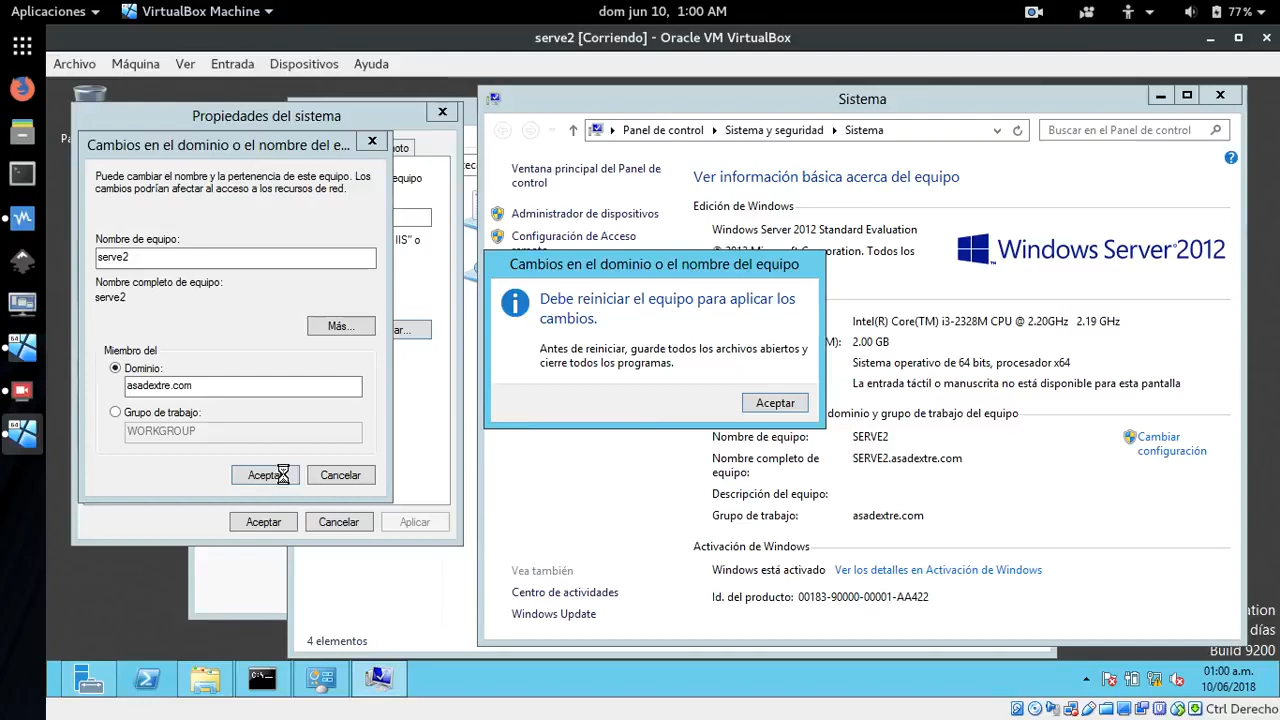 Aplicaciones
VirtualBox Machine
dom jun 10, 1:00 AM
77%
serve2 [Corriendo] - Oracle VM VirtualBox
Archivo Máquina Ver Entrada Dispositivos Ayuda
Propiedades del sistema
Cambios en el dominio o el nombre del e...
Puede cambiar el nombre y la pertenencia de este equipo. Los
cambios podrían afectar al acceso a los recursos de red.
Nombre de equipo:
serve2
Nombre completo de equipo:
serve2
Más...
Miembro del
Dominio:
asadextre.com
Grupo de trabajo:
WORKGROUP
Aceptar Cancelar
Aceptar Cancelar Aplicar
moto
equipo
IIS" o
ar...
4 elementos
Sistema
Panel de control Sistema y seguridad Sistema
Buscar en el Panel de control
Ventana principal del Panel de
control
Administrador de dispositivos
Configuración de Acceso
Ver información básica acerca del equipo
Edición de Windows
Windows Server 2012 Standard Evaluation
Windows Server 2012
Cambios en el dominio o el nombre del equipo
Debe reiniciar el equipo para aplicar los
cambios.
Antes de reiniciar, guarde todos los archivos abiertos y
cierre todos los programas.
Aceptar
Intel(R) Core(TM) i3-2328M CPU @ 2.20GHz 2.19 GHz
2.00 GB
Sistema operativo de 64 bits, procesador x64
La entrada táctil o manuscrita no está disponible para esta pantalla
dominio y grupo de trabajo del equipo
Nombre de equipo: SERVE2
Nombre completo de
equipo:
SERVE2.asadextre.com
Descripción del equipo:
Grupo de trabajo: asadextre.com
Cambiar
configuración
Activación de Windows
Windows está activado Ver los detalles en Activación de Windows
Id. del producto: 00183-90000-00001-AA422
Vea también
Centro de actividades
Windows Update
ation
días
Build 9200
01:00 a.m.
10/06/2018
Ctrl Derecho